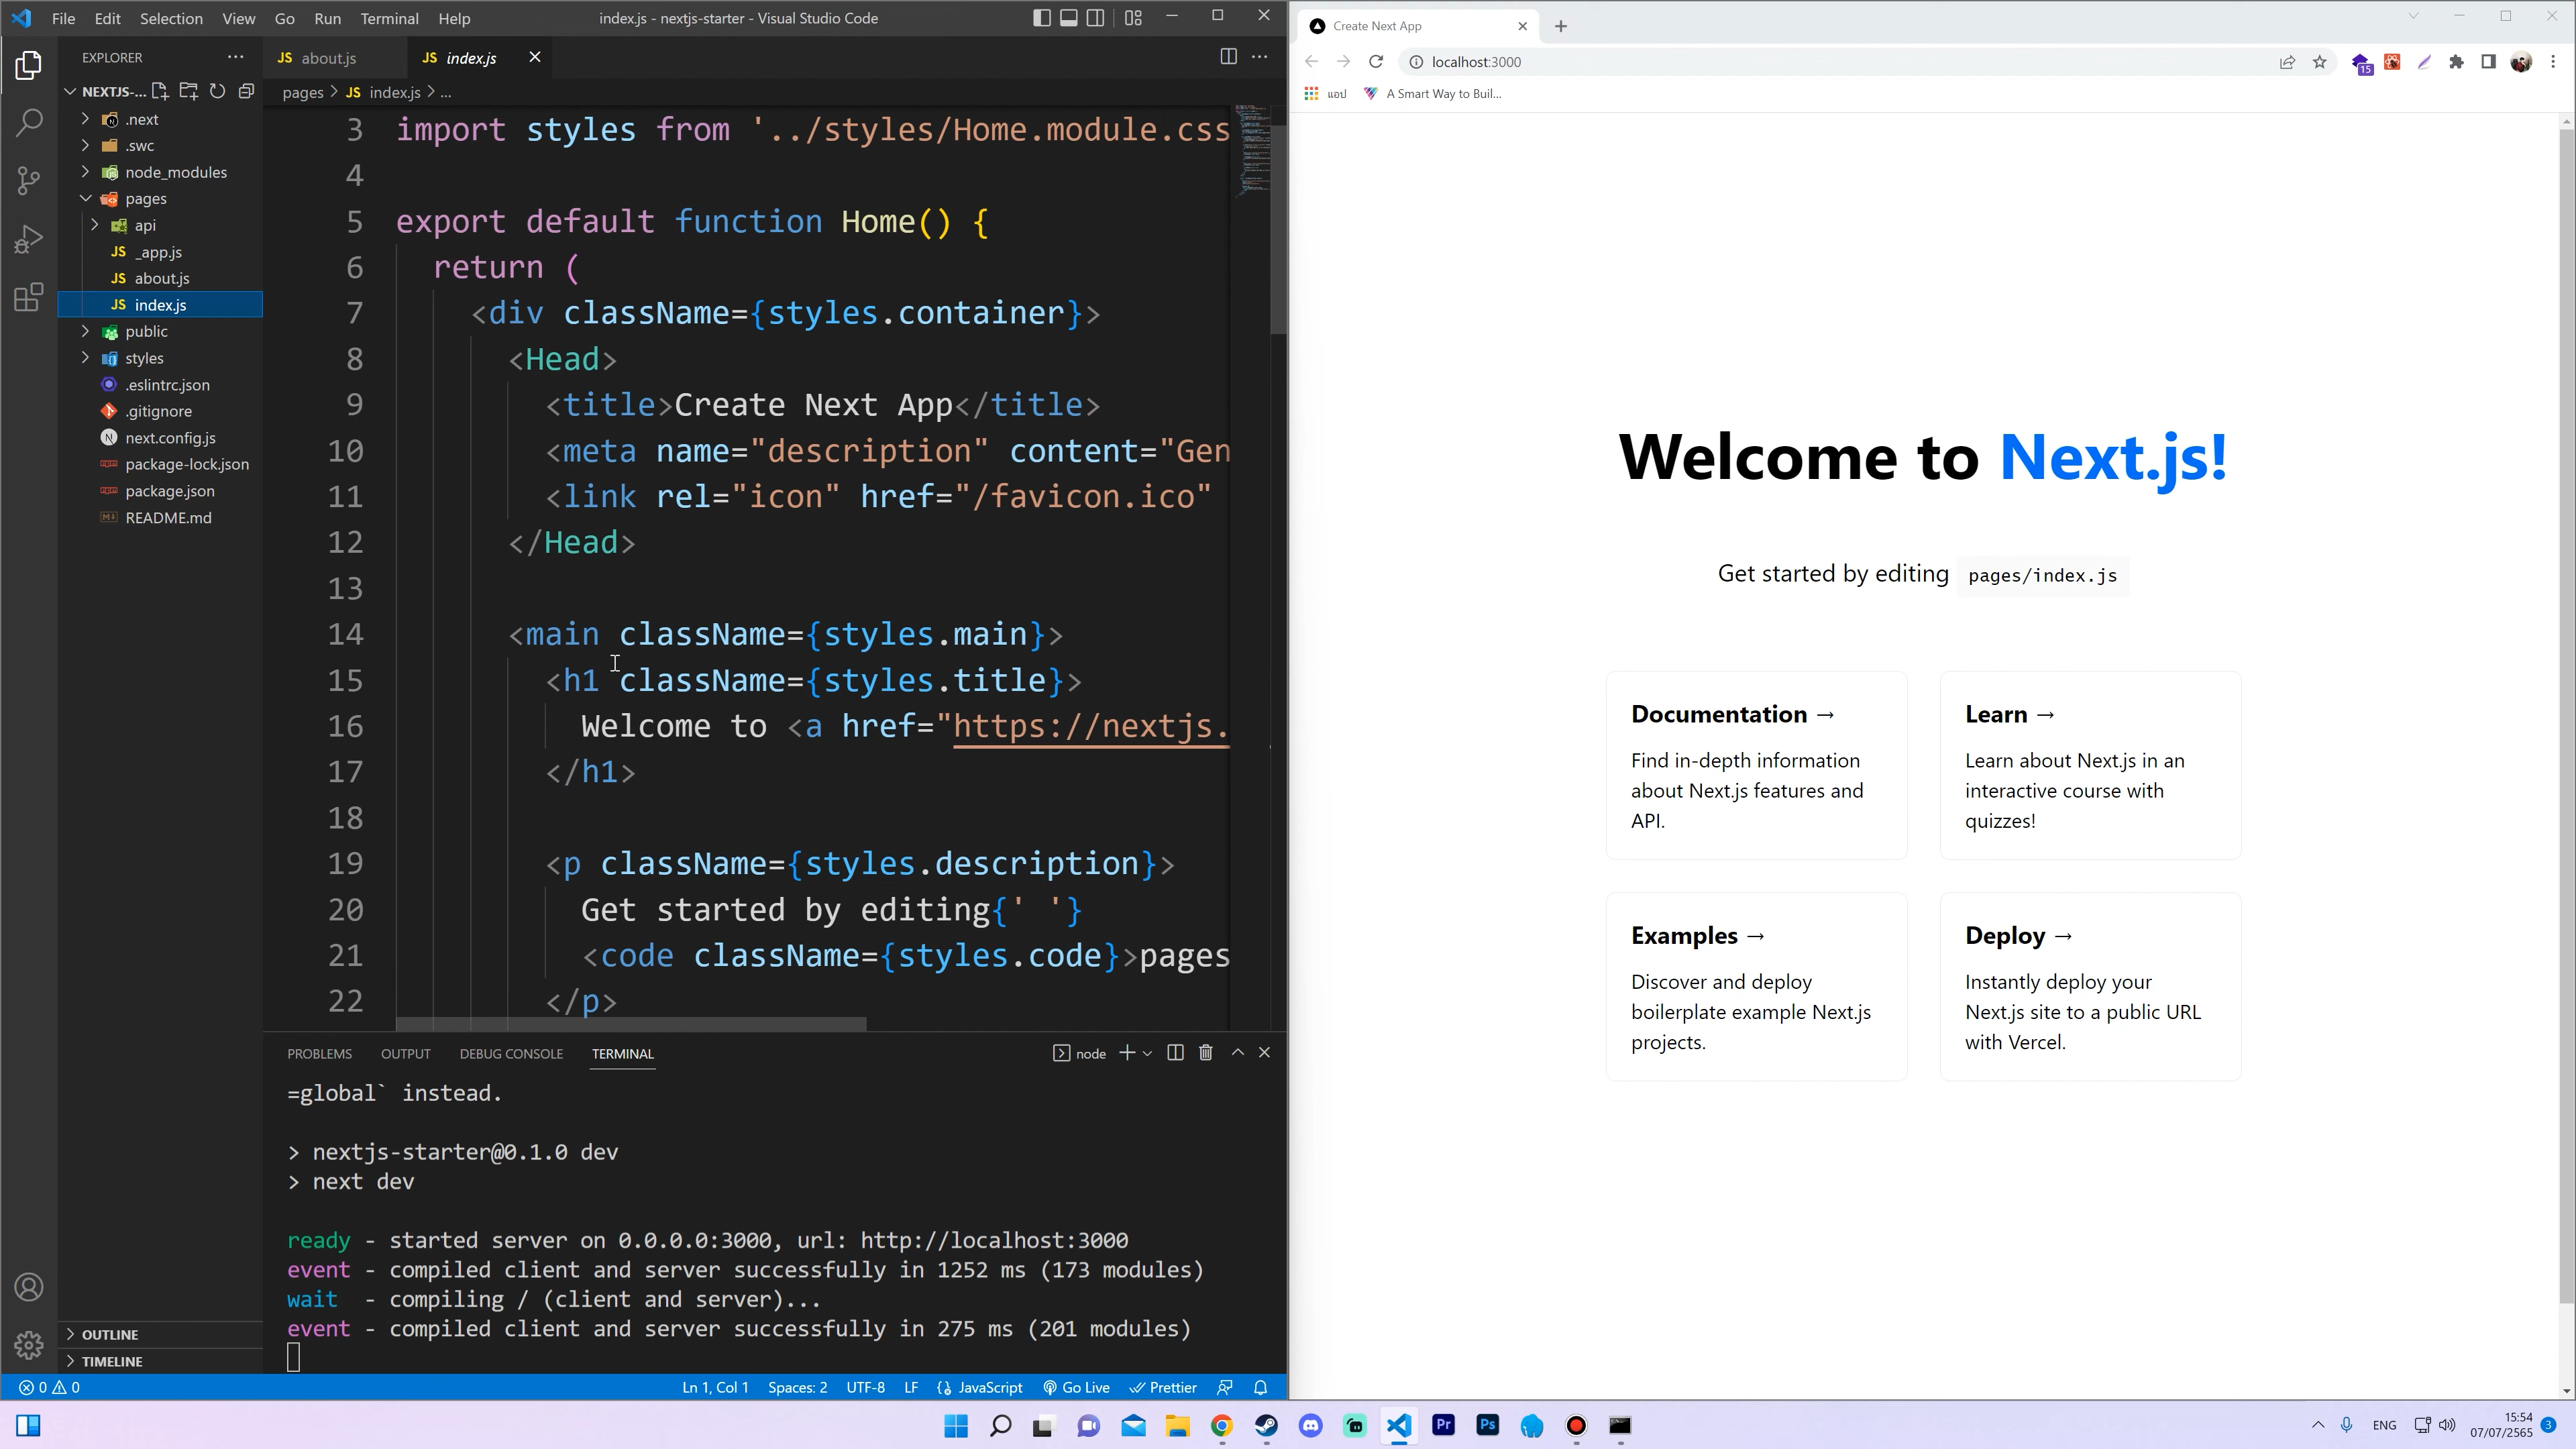 File Edit Selection View Go Run Terminal Help
index.js - nextjs-starter - Visual Studio Code
EXPLORER
NEXTJS-...
.next
.swc
node_modules
pages
api
_app.js
about.js
index.js
public
styles
.eslintrc.json
.gitignore
next.config.js
package-lock.json
package.json
README.md
OUTLINE
TIMELINE
JS about.js
JS index.js
pages > JS index.js > ...
3 import styles from '../styles/Home.module.css
4
5 export default function Home() {
6 return (
7 <div className={styles.container}>
8 <Head>
9 <title>Create Next App</title>
10 <meta name="description" content="Gen
11 <link rel="icon" href="/favicon.ico"
12 </Head>
13
14 <main className={styles.main}>
15 <h1 className={styles.title}>
16 Welcome to <a href="https://nextjs.
17 </h1>
18
19 <p className={styles.description}>
20 Get started by editing{' '}
21 <code className={styles.code}>pages
22 </p>
PROBLEMS OUTPUT DEBUG CONSOLE TERMINAL
node
=global` instead.
> nextjs-starter@0.1.0 dev
> next dev
ready - started server on 0.0.0.0:3000, url: http://localhost:3000
event - compiled client and server successfully in 1252 ms (173 modules)
wait - compiling / (client and server)...
event - compiled client and server successfully in 275 ms (201 modules)
0 0
Ln 1, Col 1 Spaces: 2 UTF-8 LF JavaScript Go Live Prettier
Create Next App
localhost:3000
15
แอป A Smart Way to Buil...
Welcome to Next.js!
Get started by editing pages/index.js
Documentation →
Find in-depth information
about Next.js features and
API.
Learn →
Learn about Next.js in an
interactive course with
quizzes!
Examples →
Discover and deploy
boilerplate example Next.js
projects.
Deploy →
Instantly deploy your
Next.js site to a public URL
with Vercel.
Pr
Ps
ENG
15:54
07/07/2565
3